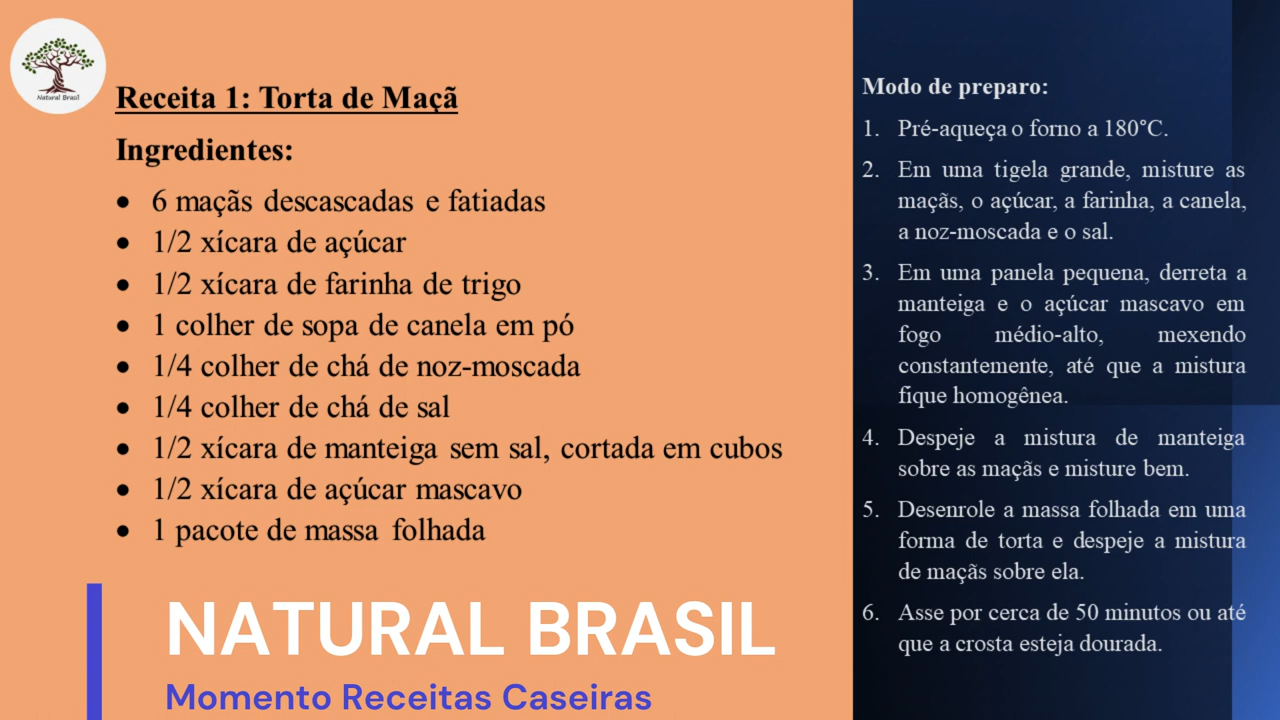 Natural Brasil
Receita 1: Torta de Maçã
Ingredientes:
• 6 maçãs descascadas e fatiadas
• 1/2 xícara de açúcar
• 1/2 xícara de farinha de trigo
• 1 colher de sopa de canela em pó
• 1/4 colher de chá de noz-moscada
• 1/4 colher de chá de sal
• 1/2 xícara de manteiga sem sal, cortada em cubos
• 1/2 xícara de açúcar mascavo
• 1 pacote de massa folhada
NATURAL BRASIL
Momento Receitas Caseiras
Modo de preparo:
1. Pré-aqueça o forno a 180°C.
2. Em uma tigela grande, misture as
maçãs, o açúcar, a farinha, a canela,
a noz-moscada e o sal.
3. Em uma panela pequena, derreta a
manteiga e o açúcar mascavo em
fogo médio-alto, mexendo
constantemente, até que a mistura
fique homogênea.
4. Despeje a mistura de manteiga
sobre as maçãs e misture bem.
5. Desenrole a massa folhada em uma
forma de torta e despeje a mistura
de maçãs sobre ela.
6. Asse por cerca de 50 minutos ou até
que a crosta esteja dourada.